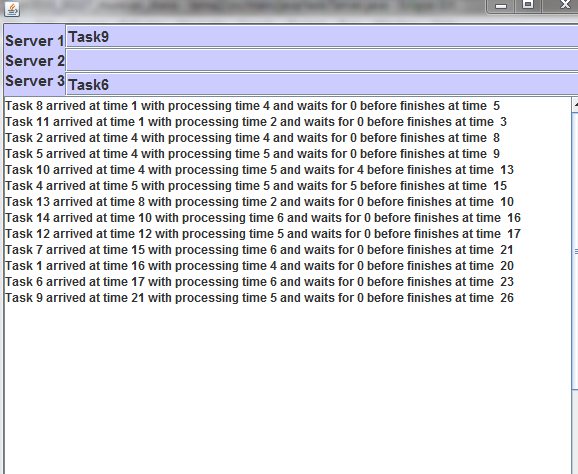 Server 1 Task9
Server 2
Server 3 Task6
Task 8 arrived at time 1 with processing time 4 and waits for 0 before finishes at time 5
Task 11 arrived at time 1 with processing time 2 and waits for 0 before finishes at time 3
Task 2 arrived at time 4 with processing time 4 and waits for 0 before finishes at time 8
Task 5 arrived at time 4 with processing time 5 and waits for 0 before finishes at time 9
Task 10 arrived at time 4 with processing time 5 and waits for 4 before finishes at time 13
Task 4 arrived at time 5 with processing time 5 and waits for 5 before finishes at time 15
Task 13 arrived at time 8 with processing time 2 and waits for 0 before finishes at time 10
Task 14 arrived at time 10 with processing time 6 and waits for 0 before finishes at time 16
Task 12 arrived at time 12 with processing time 5 and waits for 0 before finishes at time 17
Task 7 arrived at time 15 with processing time 6 and waits for 0 before finishes at time 21
Task 1 arrived at time 16 with processing time 4 and waits for 0 before finishes at time 20
Task 6 arrived at time 17 with processing time 6 and waits for 0 before finishes at time 23
Task 9 arrived at time 21 with processing time 5 and waits for 0 before finishes at time 26